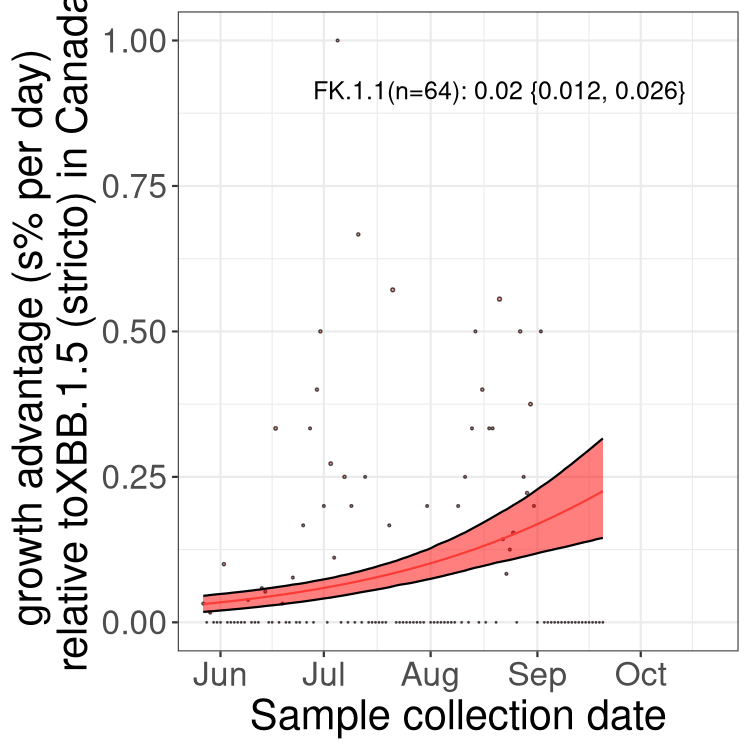 growth advantage (s% per day)
relative toXBB.1.5 (stricto) in Canada
1.00
0.75
0.50
0.25
0.00
FK.1.1(n=64): 0.02 {0.012, 0.026}
Jun Jul Aug Sep Oct
Sample collection date